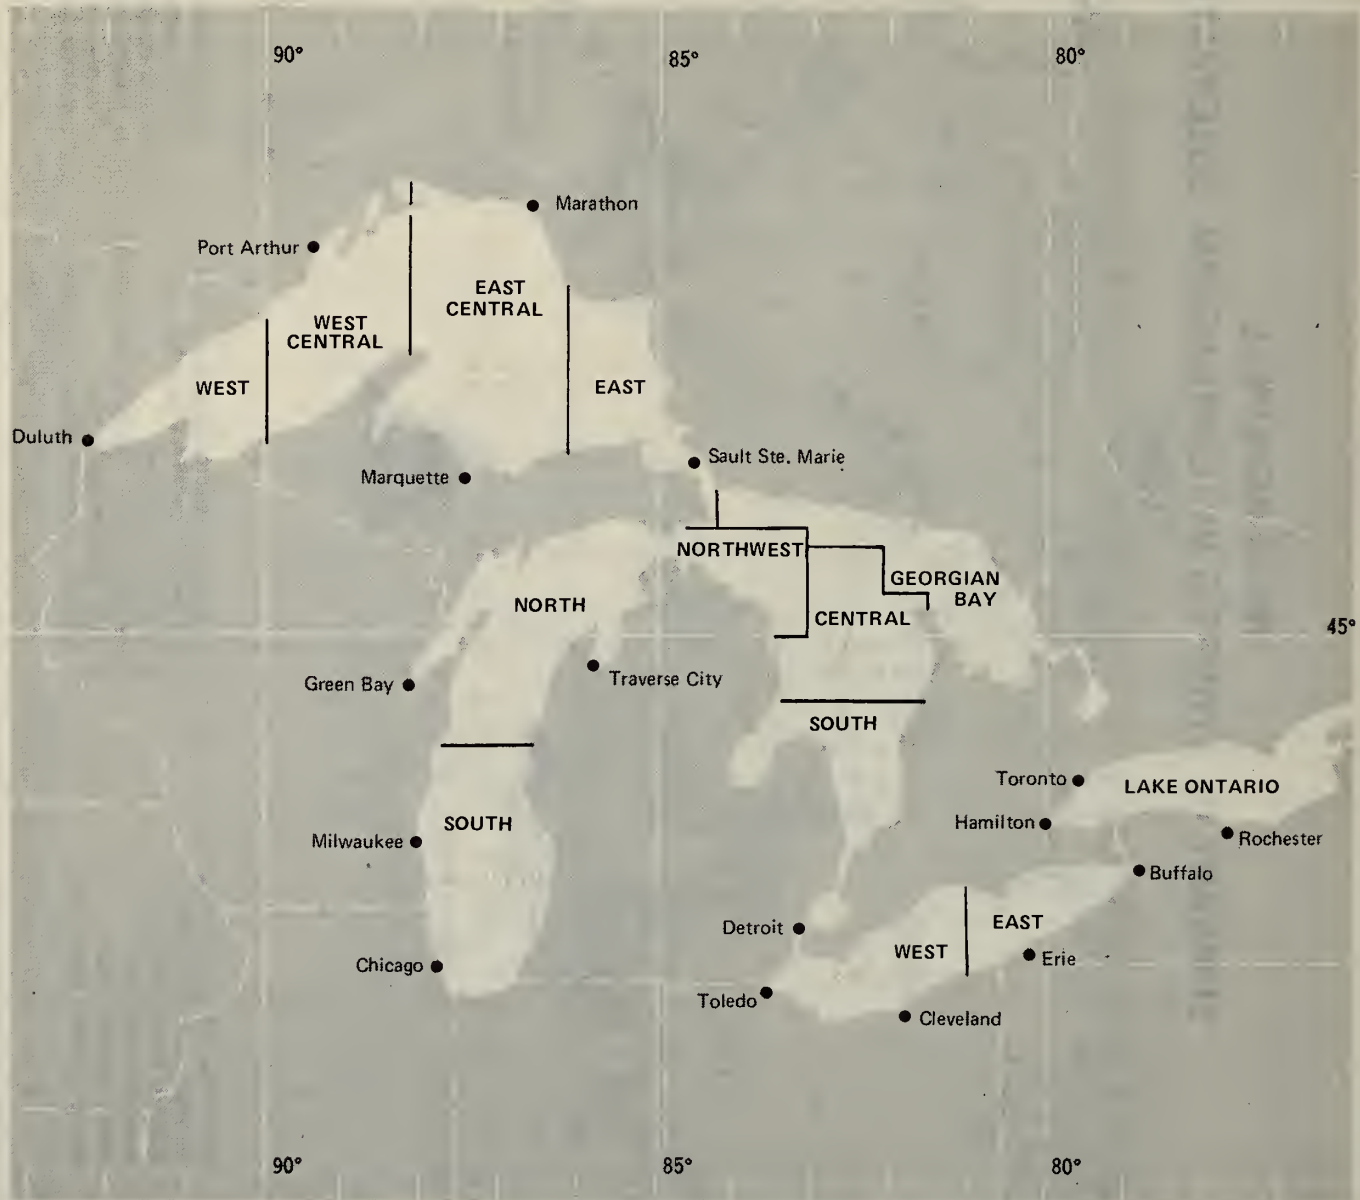 90°
85°
80°
Marathon
Port Arthur
EAST
CENTRAL
WEST
CENTRAL
WEST
EAST
Duluth
Sault Ste. Marie
Marquette
NORTHWEST
GEORGIAN
BAY
NORTH
CENTRAL
45°
Green Bay
Traverse City
SOUTH
Toronto
LAKE ONTARIO
Hamilton
SOUTH
Milwaukee
Rochester
Buffalo
Detroit
EAST
WEST
Erie
Chicago
Toledo
Cleveland
90°
85°
80°